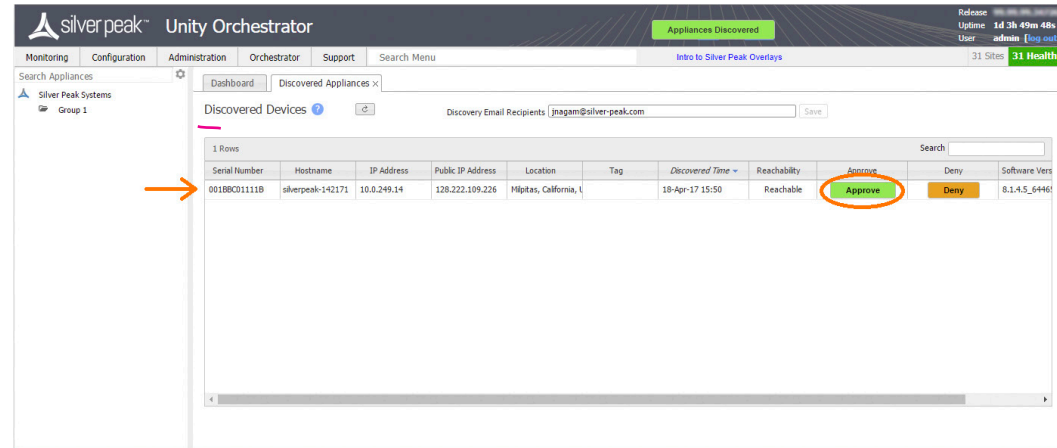 silver peak™ Unity Orchestrator
Appliances Discovered
Release
Uptime 1d 3h 49m 48s
User admin [log out
Monitoring Configuration Administration Orchestrator Support Search Menu Intro to Silver Peak Overlays 31 Sites 31 Health
Search Appliances
Silver Peak Systems
Group 1
Dashboard Discovered Appliances ×
Discovered Devices ? Discovery Email Recipients jnagam@silver-peak.com Save
1 Rows Search
Serial Number Hostname IP Address Public IP Address Location Tag Discovered Time Reachability Approve Deny Software Vers
001BBC01111B silverpeak-142171 10.0.249.14 128.222.109.226 Milpitas, California, U 18-Apr-17 15:50 Reachable Approve Deny 8.1.4.5_6446